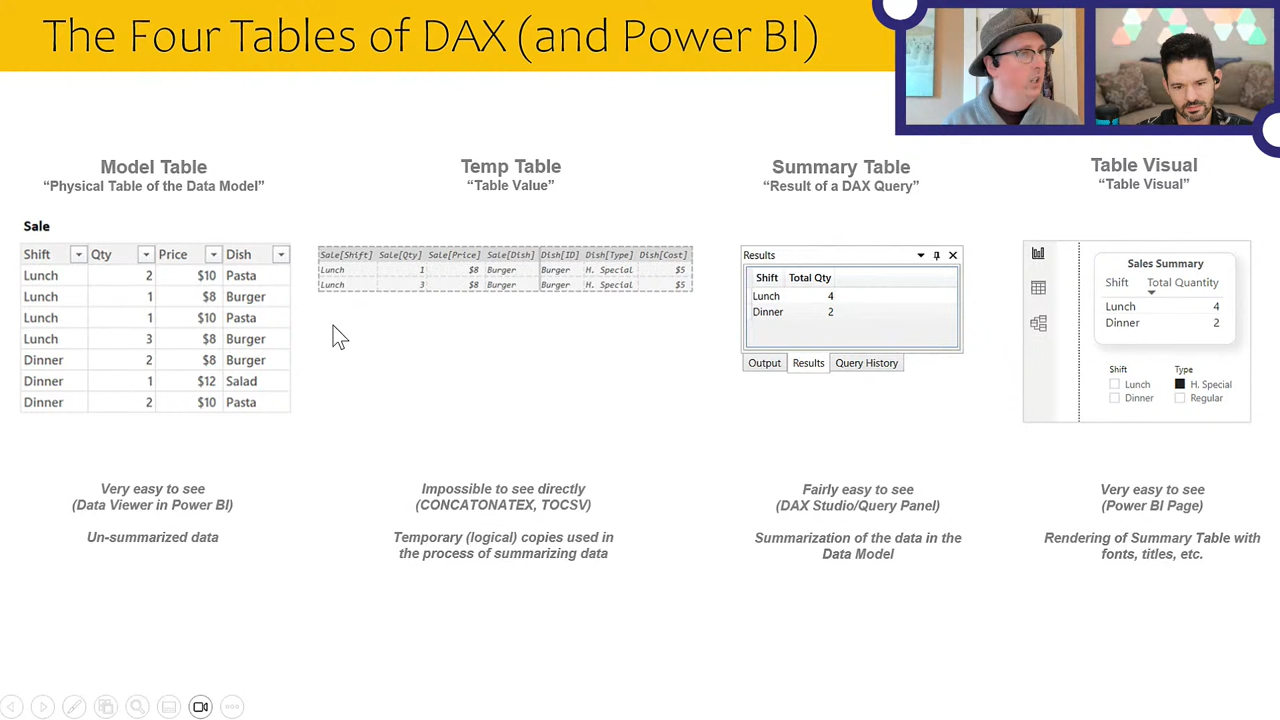 The Four Tables of DAX (and Power BI)
Model Table
“Physical Table of the Data Model”
Sale
Shift Qty Price Dish
Lunch 2 $10 Pasta
Lunch 1 $8 Burger
Lunch 1 $10 Pasta
Lunch 3 $8 Burger
Dinner 2 $8 Burger
Dinner 1 $12 Salad
Dinner 2 $10 Pasta
Very easy to see
(Data Viewer in Power BI)
Un-summarized data
Temp Table
“Table Value”
Sale[Shift] Sale[Qty] Sale[Price] Sale[Dish] Dish[ID] Dish[Type] Dish[Cost]
Lunch 1 $8 Burger Burger H. Special $5
Lunch 3 $8 Burger Burger H. Special $5
Impossible to see directly
(CONCATONATEX, TOCSV)
Temporary (logical) copies used in
the process of summarizing data
Summary Table
“Result of a DAX Query”
Results
Shift Total Qty
Lunch 4
Dinner 2
Output Results Query History
Fairly easy to see
(DAX Studio/Query Panel)
Summarization of the data in the
Data Model
Table Visual
“Table Visual”
Sales Summary
Shift Total Quantity
Lunch 4
Dinner 2
Shift Type
Lunch H. Special
Dinner Regular
Very easy to see
(Power BI Page)
Rendering of Summary Table with
fonts, titles, etc.